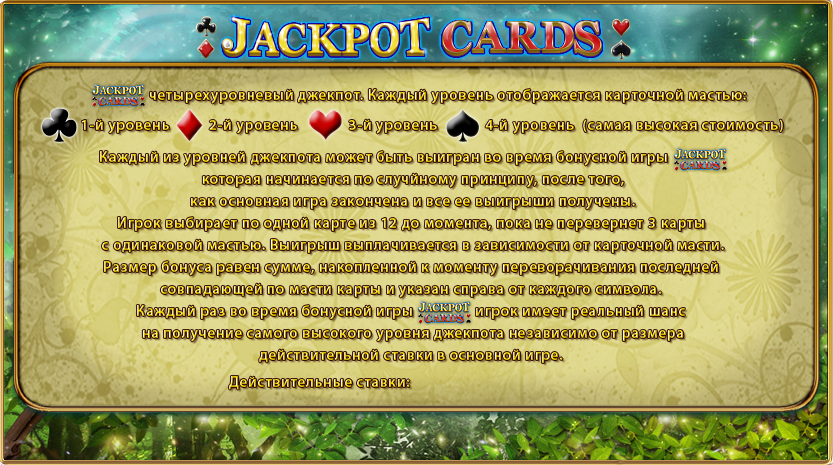 JACKPOT CARDS
JACKPOT CARDS четырехуровневый джекпот. Каждый уровень отображается карточной мастью:
1-й уровень 2-й уровень 3-й уровень 4-й уровень (самая высокая стоимость)
Каждый из уровней джекпота может быть выигран во время бонусной игры JACKPOT CARDS
которая начинается по случйному принципу, после того,
как основная игра закончена и все ее выигрыши получены.
Игрок выбирает по одной карте из 12 до момента, пока не перевернет 3 карты
с одинаковой мастью. Выигрыш выплачивается в зависимости от карточной масти.
Размер бонуса равен сумме, накопленной к моменту переворачивания последней
совпадающей по масти карты и указан справа от каждого символа.
Каждый раз во время бонусной игры JACKPOT CARDS игрок имеет реальный шанс
на получение самого высокого уровня джекпота независимо от размера
действительной ставки в основной игре.
Действительные ставки: